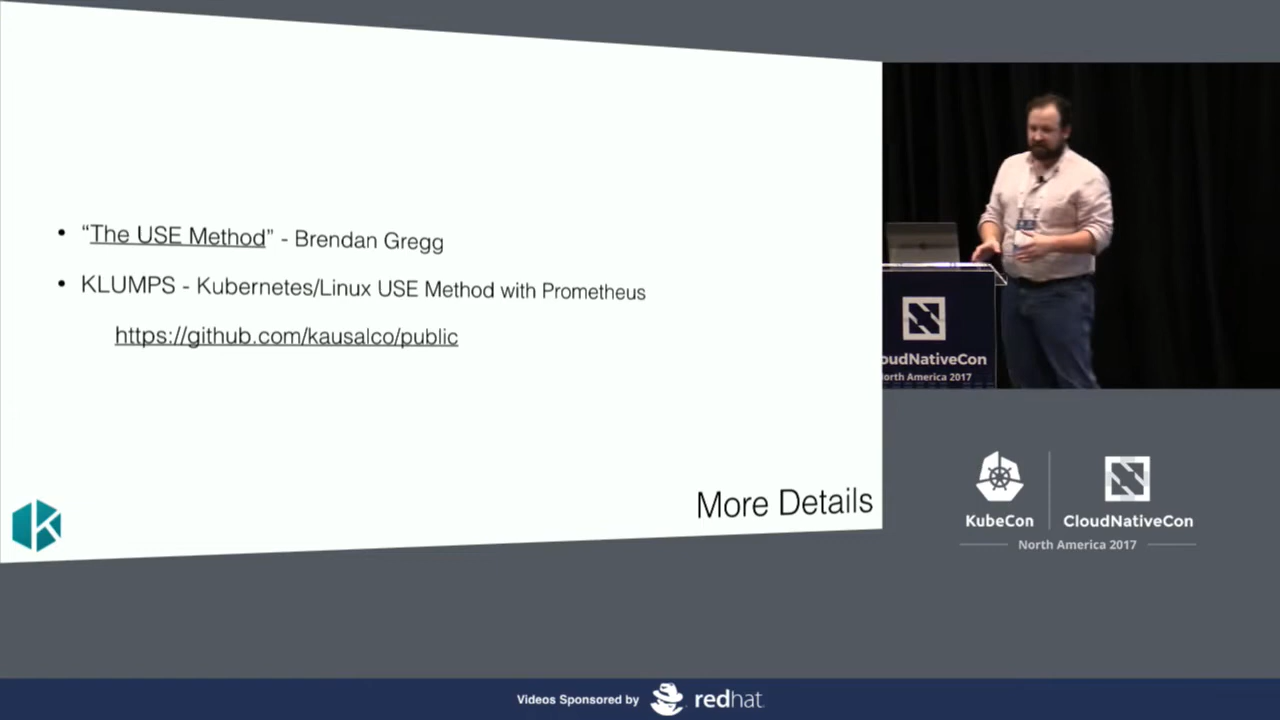 • “The USE Method” - Brendan Gregg
• KLUMPS - Kubernetes/Linux USE Method with Prometheus
https://github.com/kausalco/public
More Details
oudNativeCon
orth America 2017
KubeCon
CloudNativeCon
North America 2017
Videos Sponsored by
redhat.